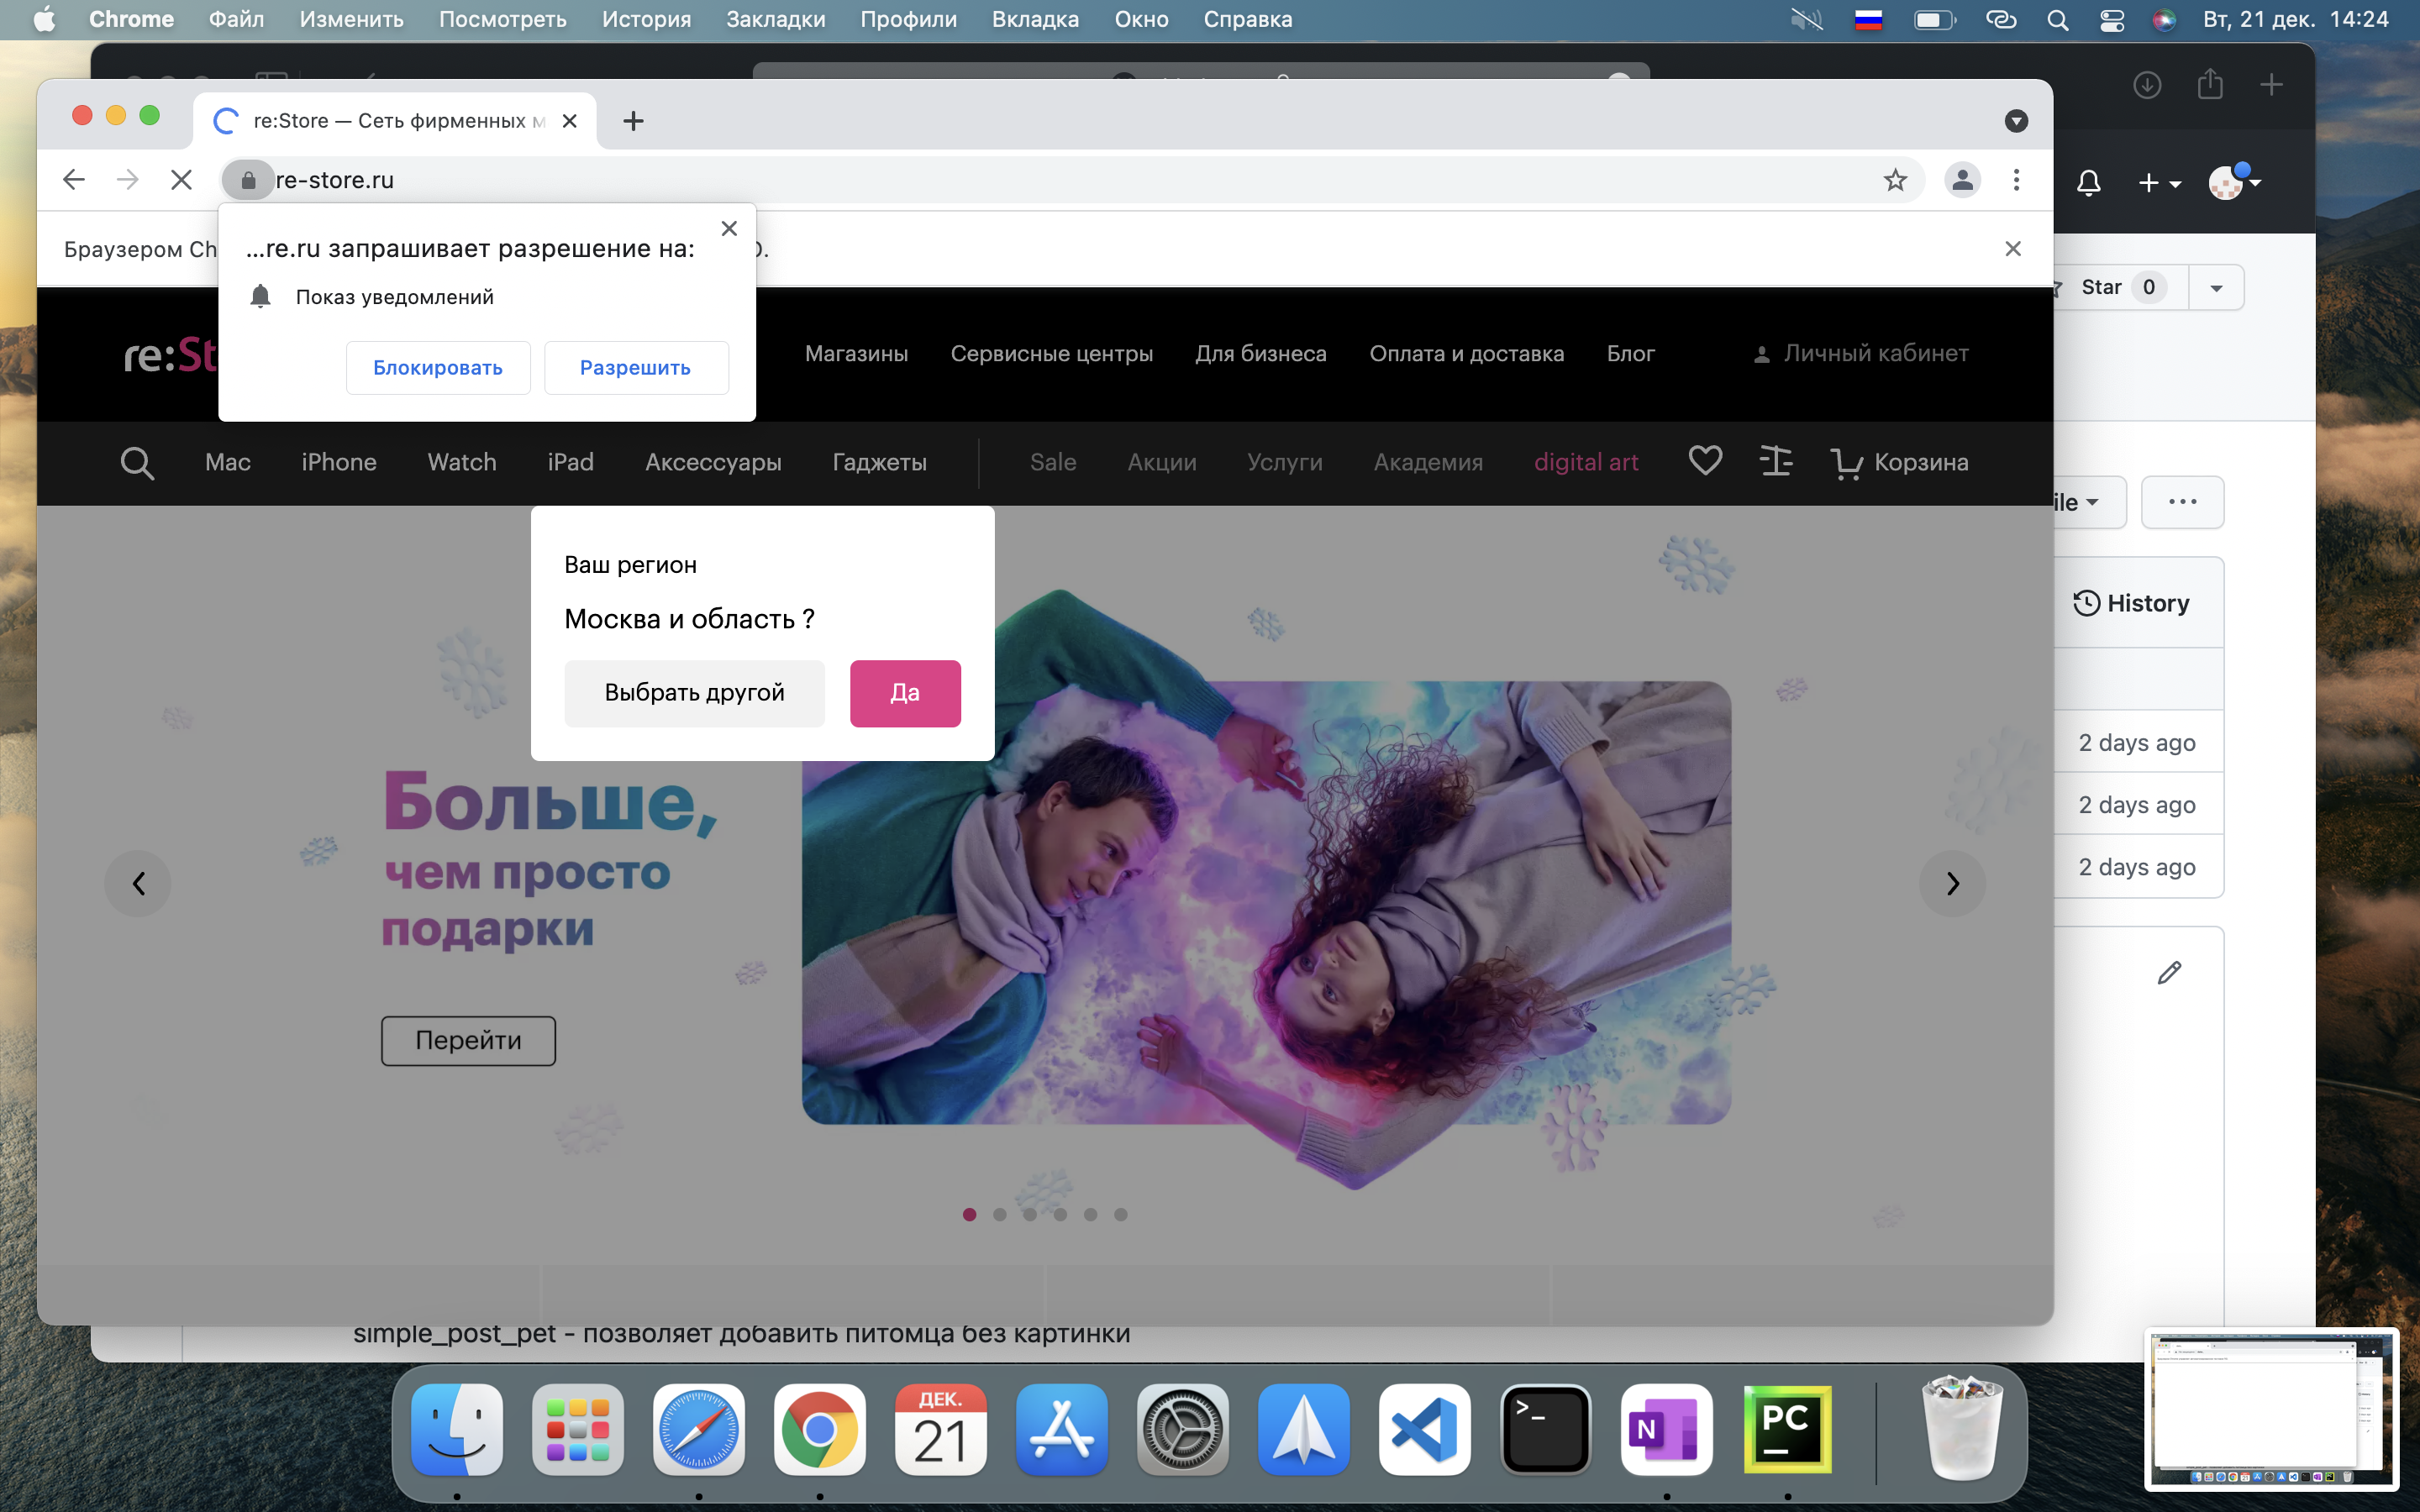 Chrome Файл Изменить Посмотреть История Закладки Профили Вкладка Окно Справка Вт, 21 дек. 14:24
re:Store — Сеть фирменных м
re-store.ru
Браузером Ch
...re.ru запрашивает разрешение на:
Показ уведомлений
Блокировать Разрешить
re:St
Магазины Сервисные центры Для бизнеса Оплата и доставка Блог Личный кабинет
Mac iPhone Watch iPad Аксессуары Гаджеты Sale Акции Услуги Академия digital art Корзина
Ваш регион
Москва и область ?
Выбрать другой Да
Больше,
чем просто
подарки
Перейти
Star 0
ile
History
2 days ago
2 days ago
2 days ago
simple_post_pet - позволяет добавить питомца без картинки
ДЕК.
21
>_
N
PC